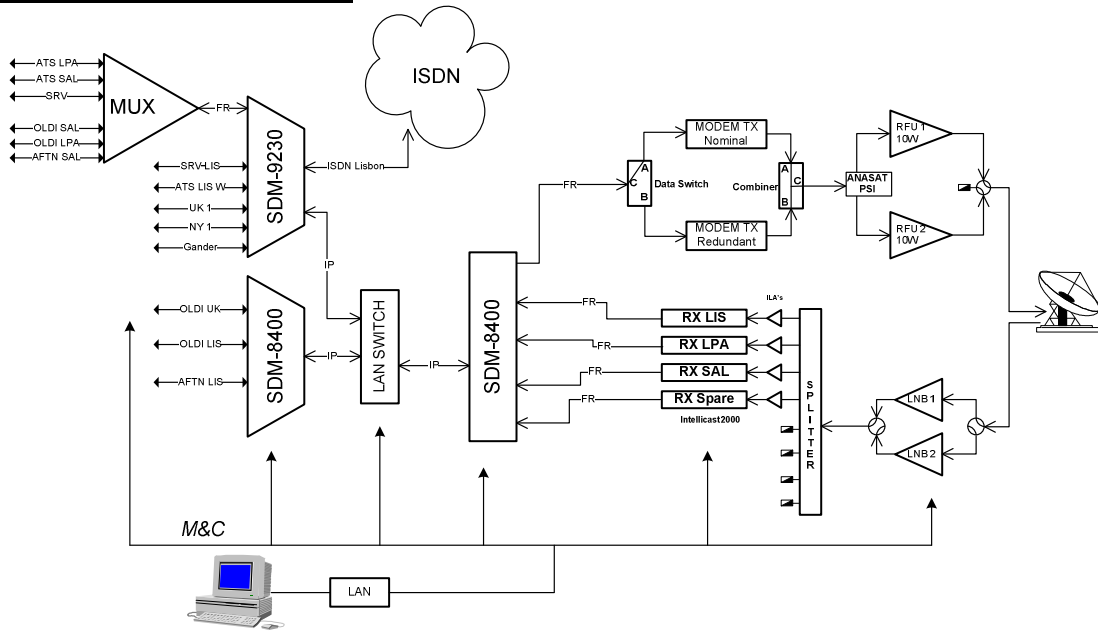 ATS LPA
ATS SAL
SRV
OLDI SAL
OLDI LPA
AFTN SAL
MUX
FR
SDM-9230
SRV-LIS
ATS LIS W
UK 1
NY 1
Gander
ISDN
ISDN Lisbon
IP
OLDI UK
OLDI LIS
AFTN LIS
SDM-8400
IP
LAN SWITCH
IP
SDM-8400
FR
A
C
B
Data Switch
MODEM TX
Nominal
MODEM TX
Redundant
Combiner
A
C
B
ANASAT
PSI
RFU 1
10W
RFU 2
10W
FR
FR
FR
FR
RX LIS
RX LPA
RX SAL
RX Spare
Intellicast2000
ILA's
SPLITTER
LNB 1
LNB 2
M&C
LAN